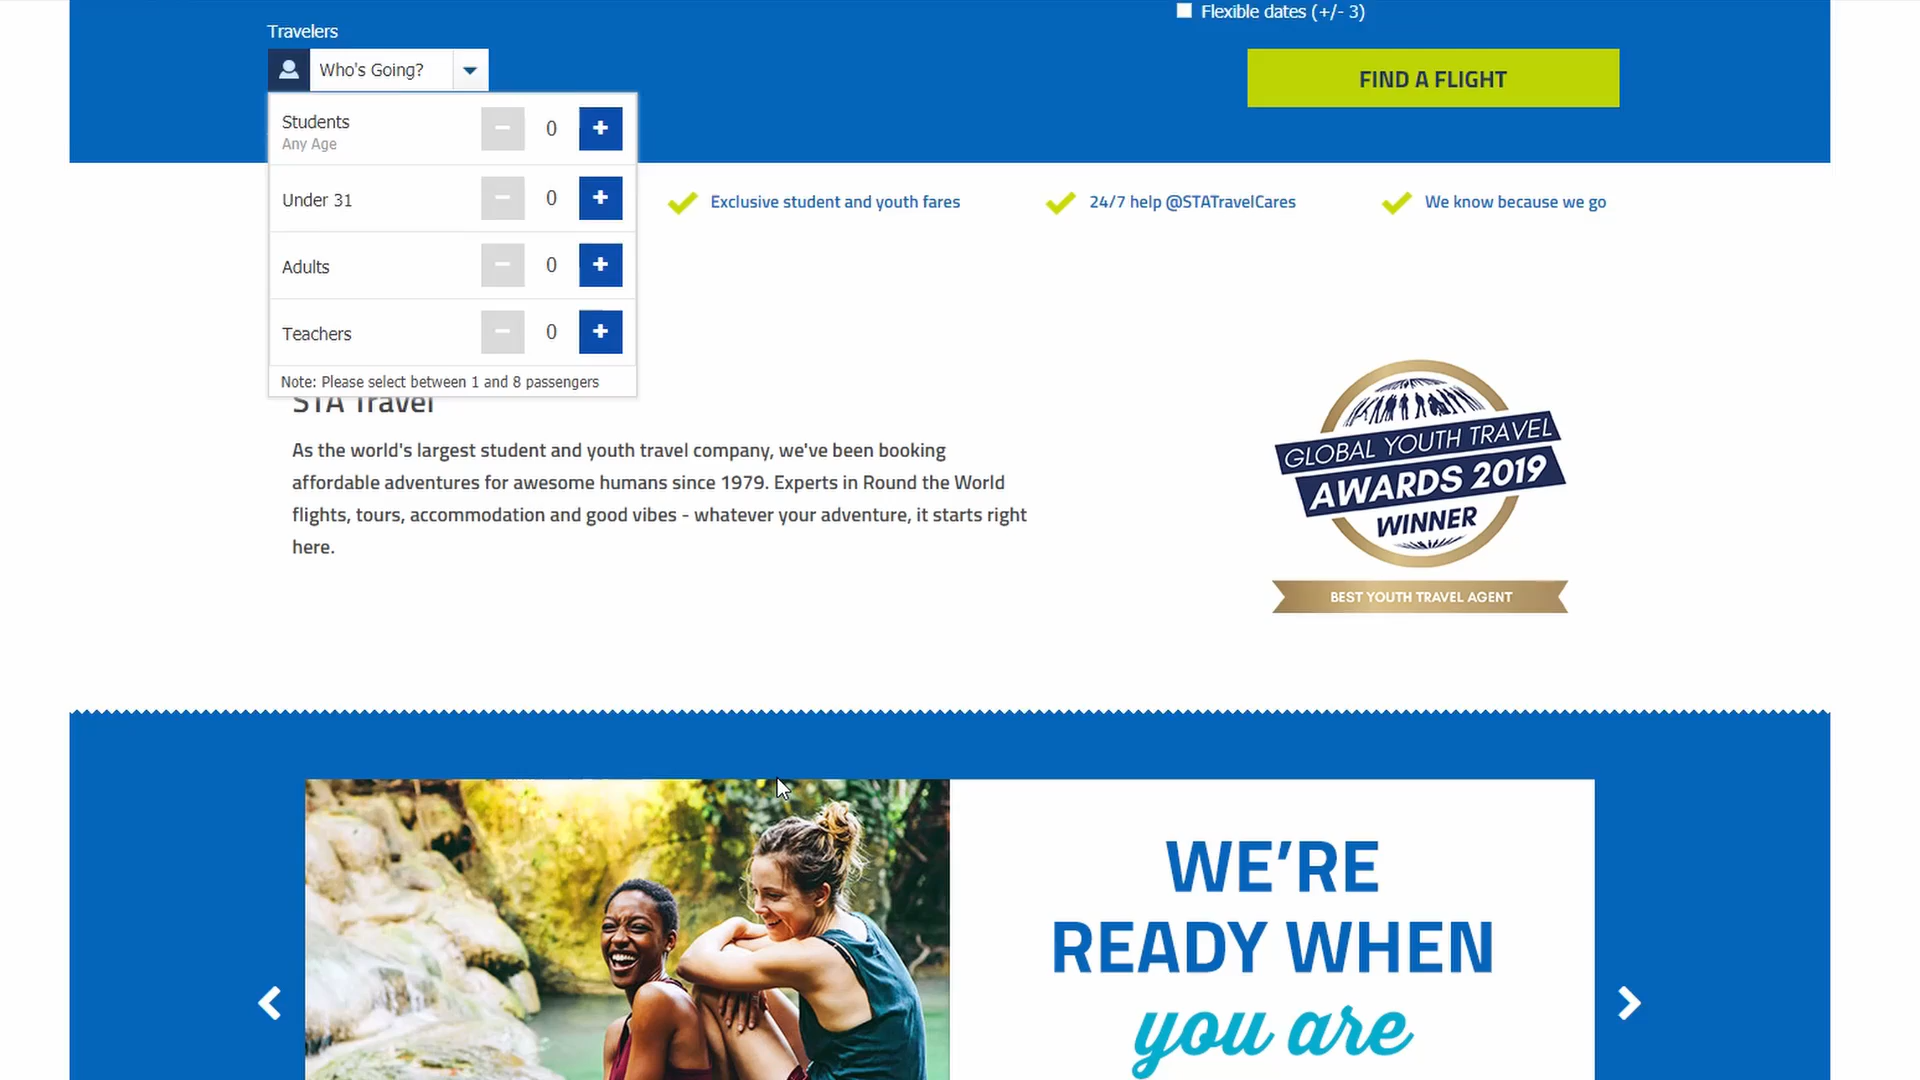 Flexible dates (+/- 3)
Travelers
Who's Going?
FIND A FLIGHT
Students
Any Age
0
Under 31
0
Adults
0
Teachers
0
Note: Please select between 1 and 8 passengers
Exclusive student and youth fares
24/7 help @STATravelCares
We know because we go
STA Travel
As the world's largest student and youth travel company, we've been booking
affordable adventures for awesome humans since 1979. Experts in Round the World
flights, tours, accommodation and good vibes - whatever your adventure, it starts right
here.
GLOBAL YOUTH TRAVEL
AWARDS 2019
WINNER
BEST YOUTH TRAVEL AGENT
WE'RE
READY WHEN
you are